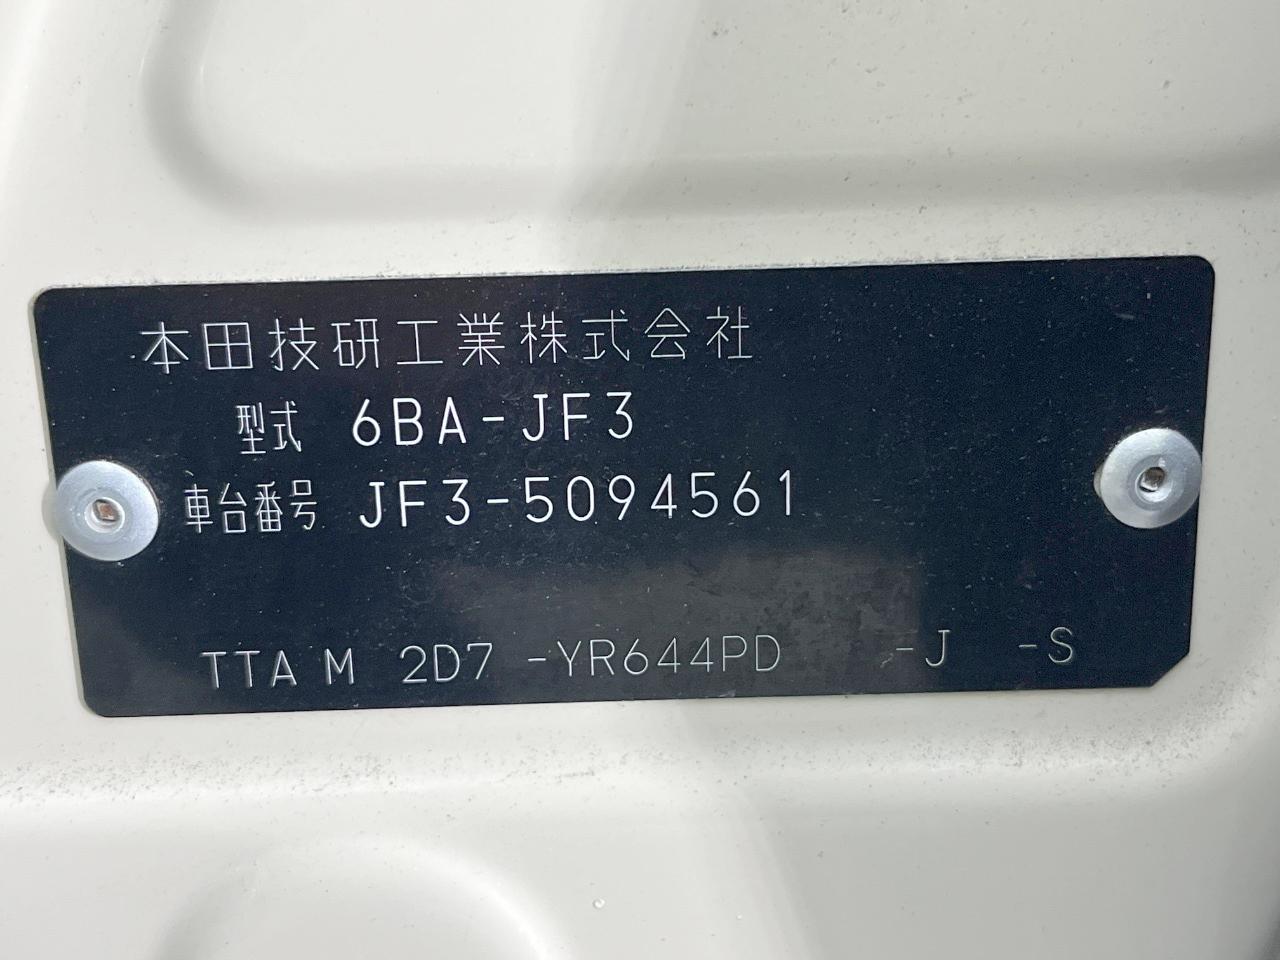 本田技研工業株式会社
型式 6BA-JF3
車台番号 JF3-5094561
TTA M 2D7 -YR644PD -J -S